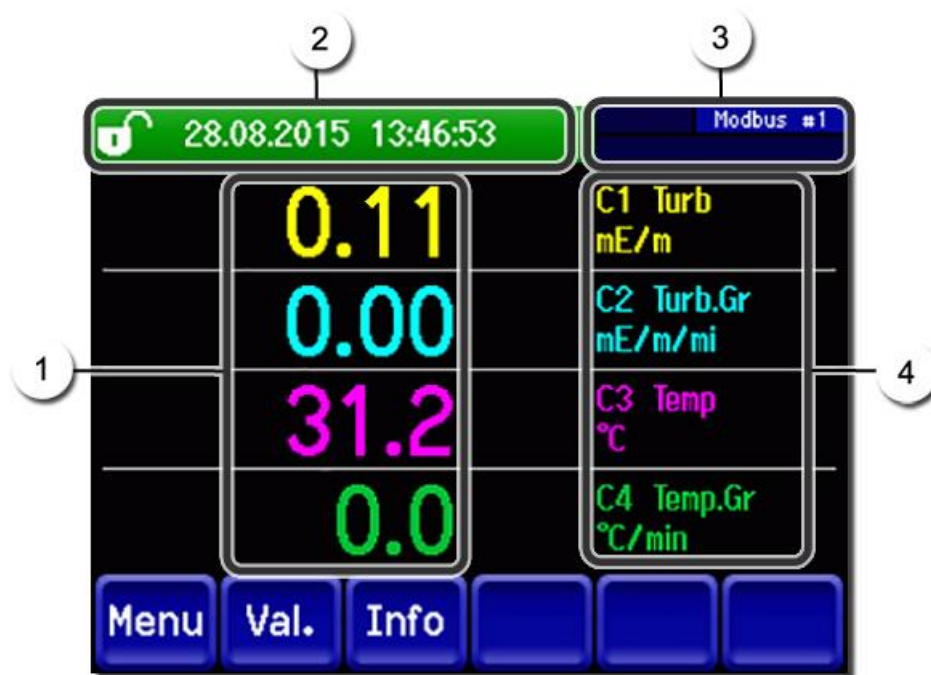 2
3
28.08.2015 13:46:53
Modbus #1
0.11
C1 Turb
mE/m
0.00
C2 Turb.Gr
mE/m/mi
1
4
31.2
C3 Temp
°C
0.0
C4 Temp.Gr
°C/min
Menu Val. Info